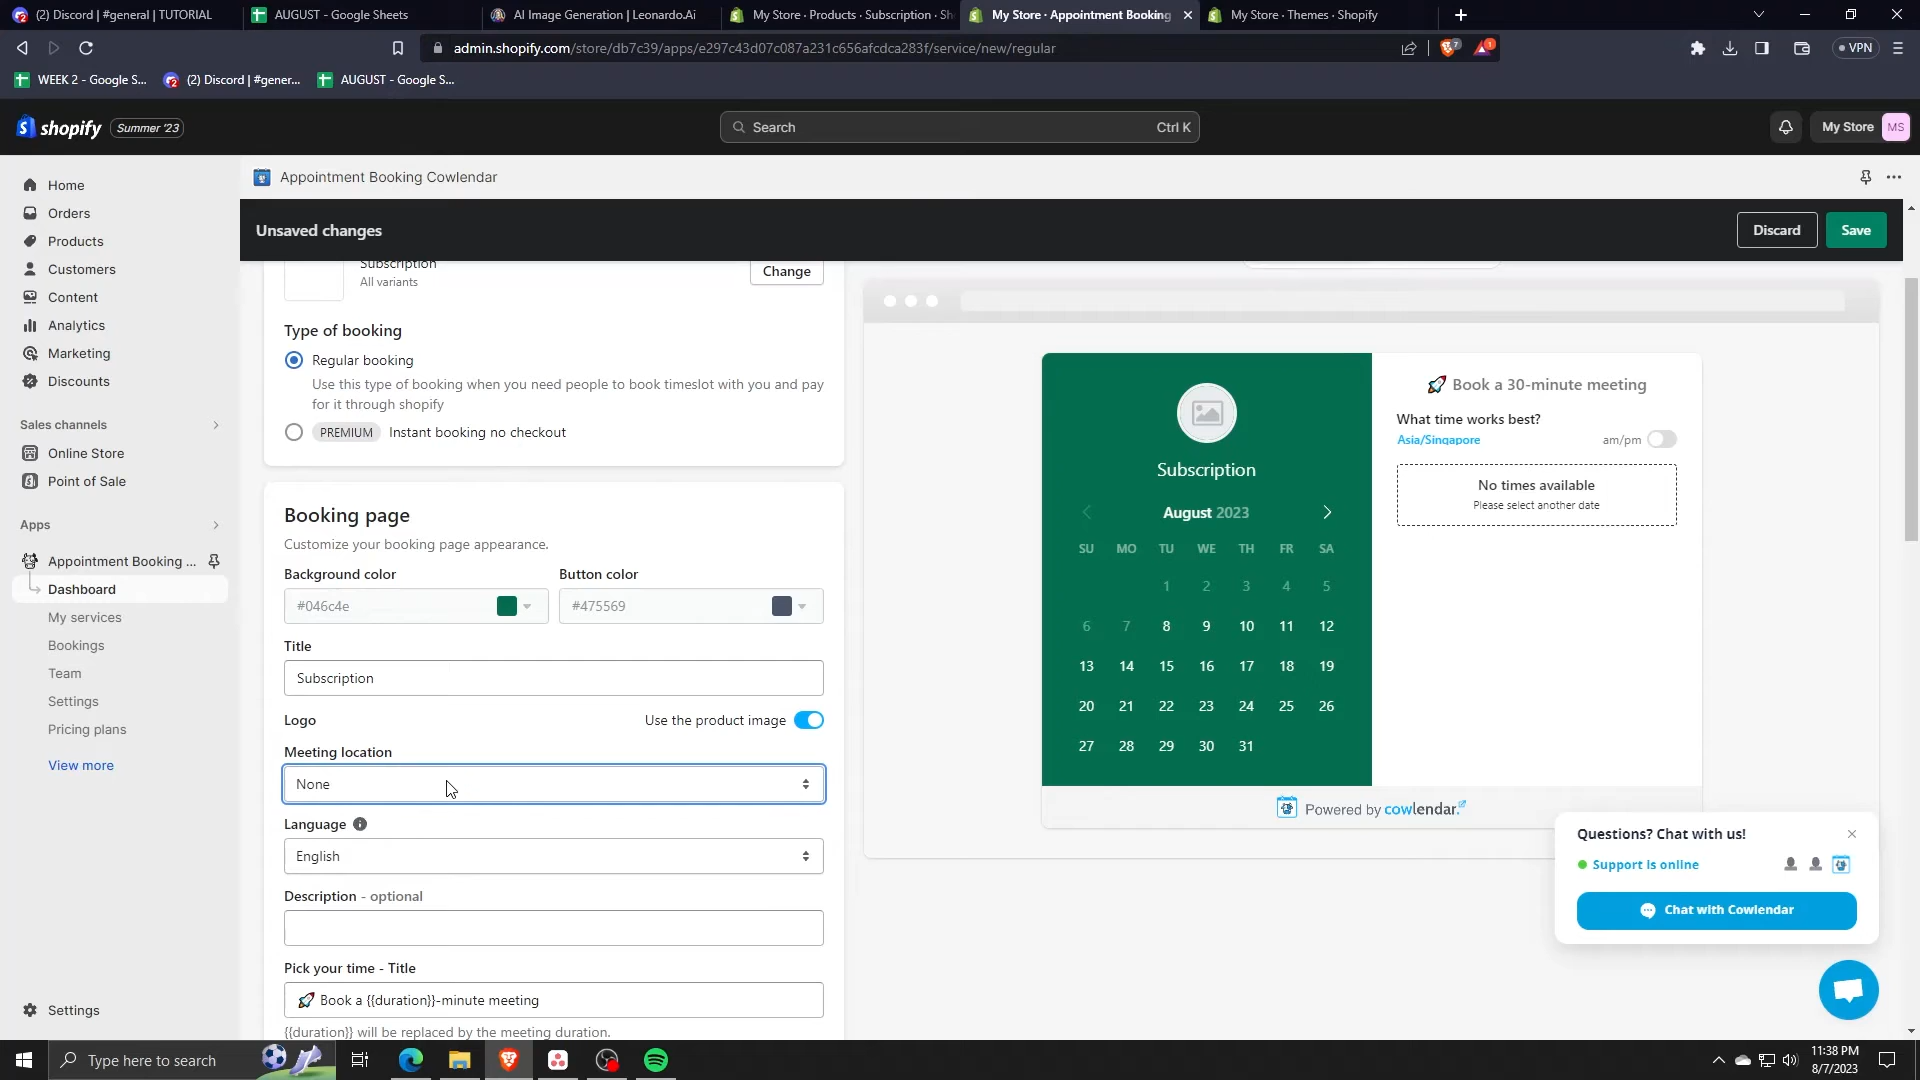 (2) Discord | #general | TUTORIAL
AUGUST - Google Sheets
AI Image Generation | Leonardo.Ai
My Store · Products · Subscription · Sh
My Store · Appointment Booking
My Store · Themes · Shopify
admin.shopify.com/store/db7c39/apps/e297c43d07c087a231c656afcdca283f/service/new/regular
7
1
VPN
WEEK 2 - Google S...
(2) Discord | #gener...
AUGUST - Google S...
shopify
Summer '23
Search
Ctrl K
My Store
MS
Home
Orders
Products
Customers
Content
Analytics
Marketing
Discounts
Sales channels
Online Store
Point of Sale
Apps
Appointment Booking ...
Dashboard
My services
Bookings
Team
Settings
Pricing plans
View more
Settings
Appointment Booking Cowlendar
Unsaved changes
Discard
Save
Subscription
All variants
Change
Type of booking
Regular booking
Use this type of booking when you need people to book timeslot with you and pay
for it through shopify
PREMIUM
Instant booking no checkout
Booking page
Customize your booking page appearance.
Background color
Button color
#046c4e
#475569
Title
Subscription
Logo
Use the product image
Meeting location
None
Language
English
Description - optional
Pick your time - Title
🚀 Book a {{duration}}-minute meeting
{{duration}} will be replaced by the meeting duration.
Subscription
August 2023
SU MO TU WE TH FR SA
1 2 3 4 5
6 7 8 9 10 11 12
13 14 15 16 17 18 19
20 21 22 23 24 25 26
27 28 29 30 31
🚀 Book a 30-minute meeting
What time works best?
Asia/Singapore
am/pm
No times available
Please select another date
Powered by cowlendar.
Questions? Chat with us!
Support is online
Chat with Cowlendar
Type here to search
11:38 PM
8/7/2023